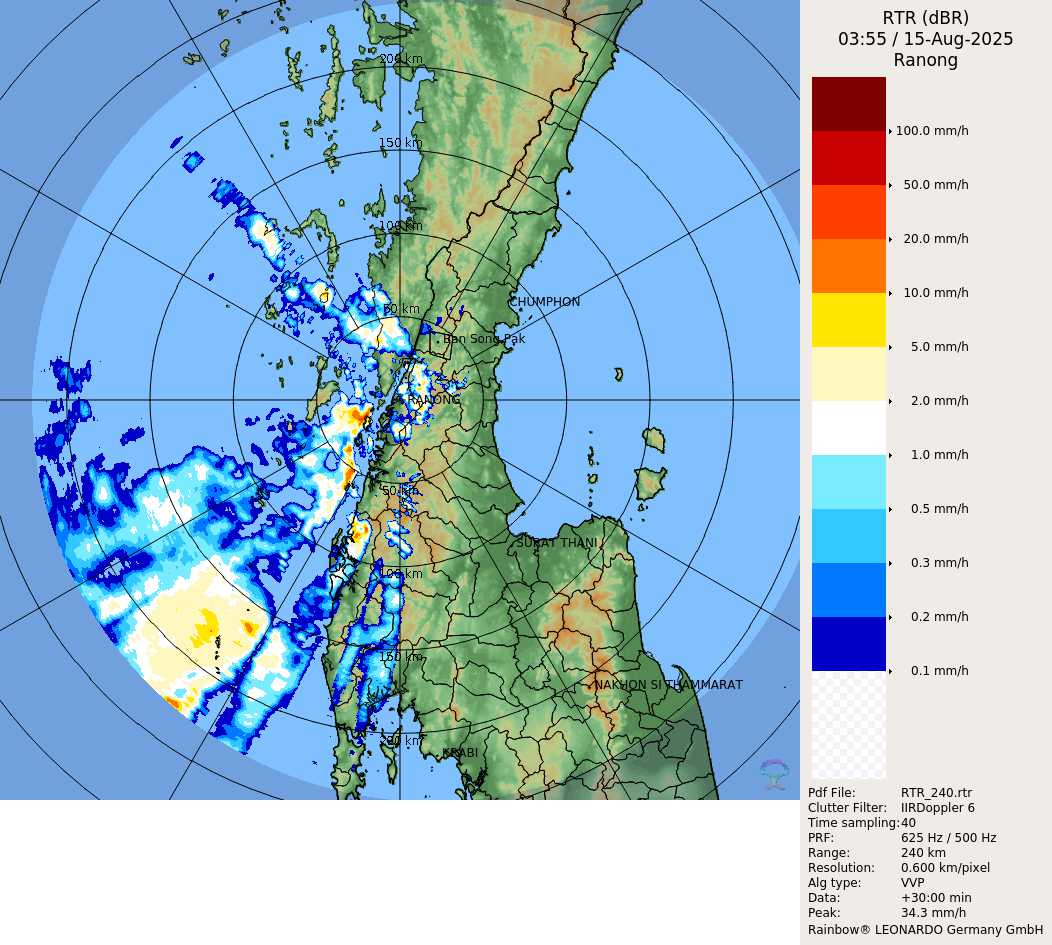 RTR (dBR)
03:55 / 15-Aug-2025
Ranong
100.0 mm/h
50.0 mm/h
20.0 mm/h
10.0 mm/h
5.0 mm/h
2.0 mm/h
1.0 mm/h
0.5 mm/h
0.3 mm/h
0.2 mm/h
0.1 mm/h
200 km
150 km
100 km
50 km
CHUMPHON
Ban Song Pak
RANONG
50 km
SURAT THANI
100 km
150 km
NAKHON SI THAMMARAT
200 km
KRABI
Pdf File: RTR_240.rtr
Clutter Filter: IIRDoppler 6
Time sampling:40
PRF: 625 Hz / 500 Hz
Range: 240 km
Resolution: 0.600 km/pixel
Alg type: VVP
Data: +30:00 min
Peak: 34.3 mm/h
Rainbow® LEONARDO Germany GmbH